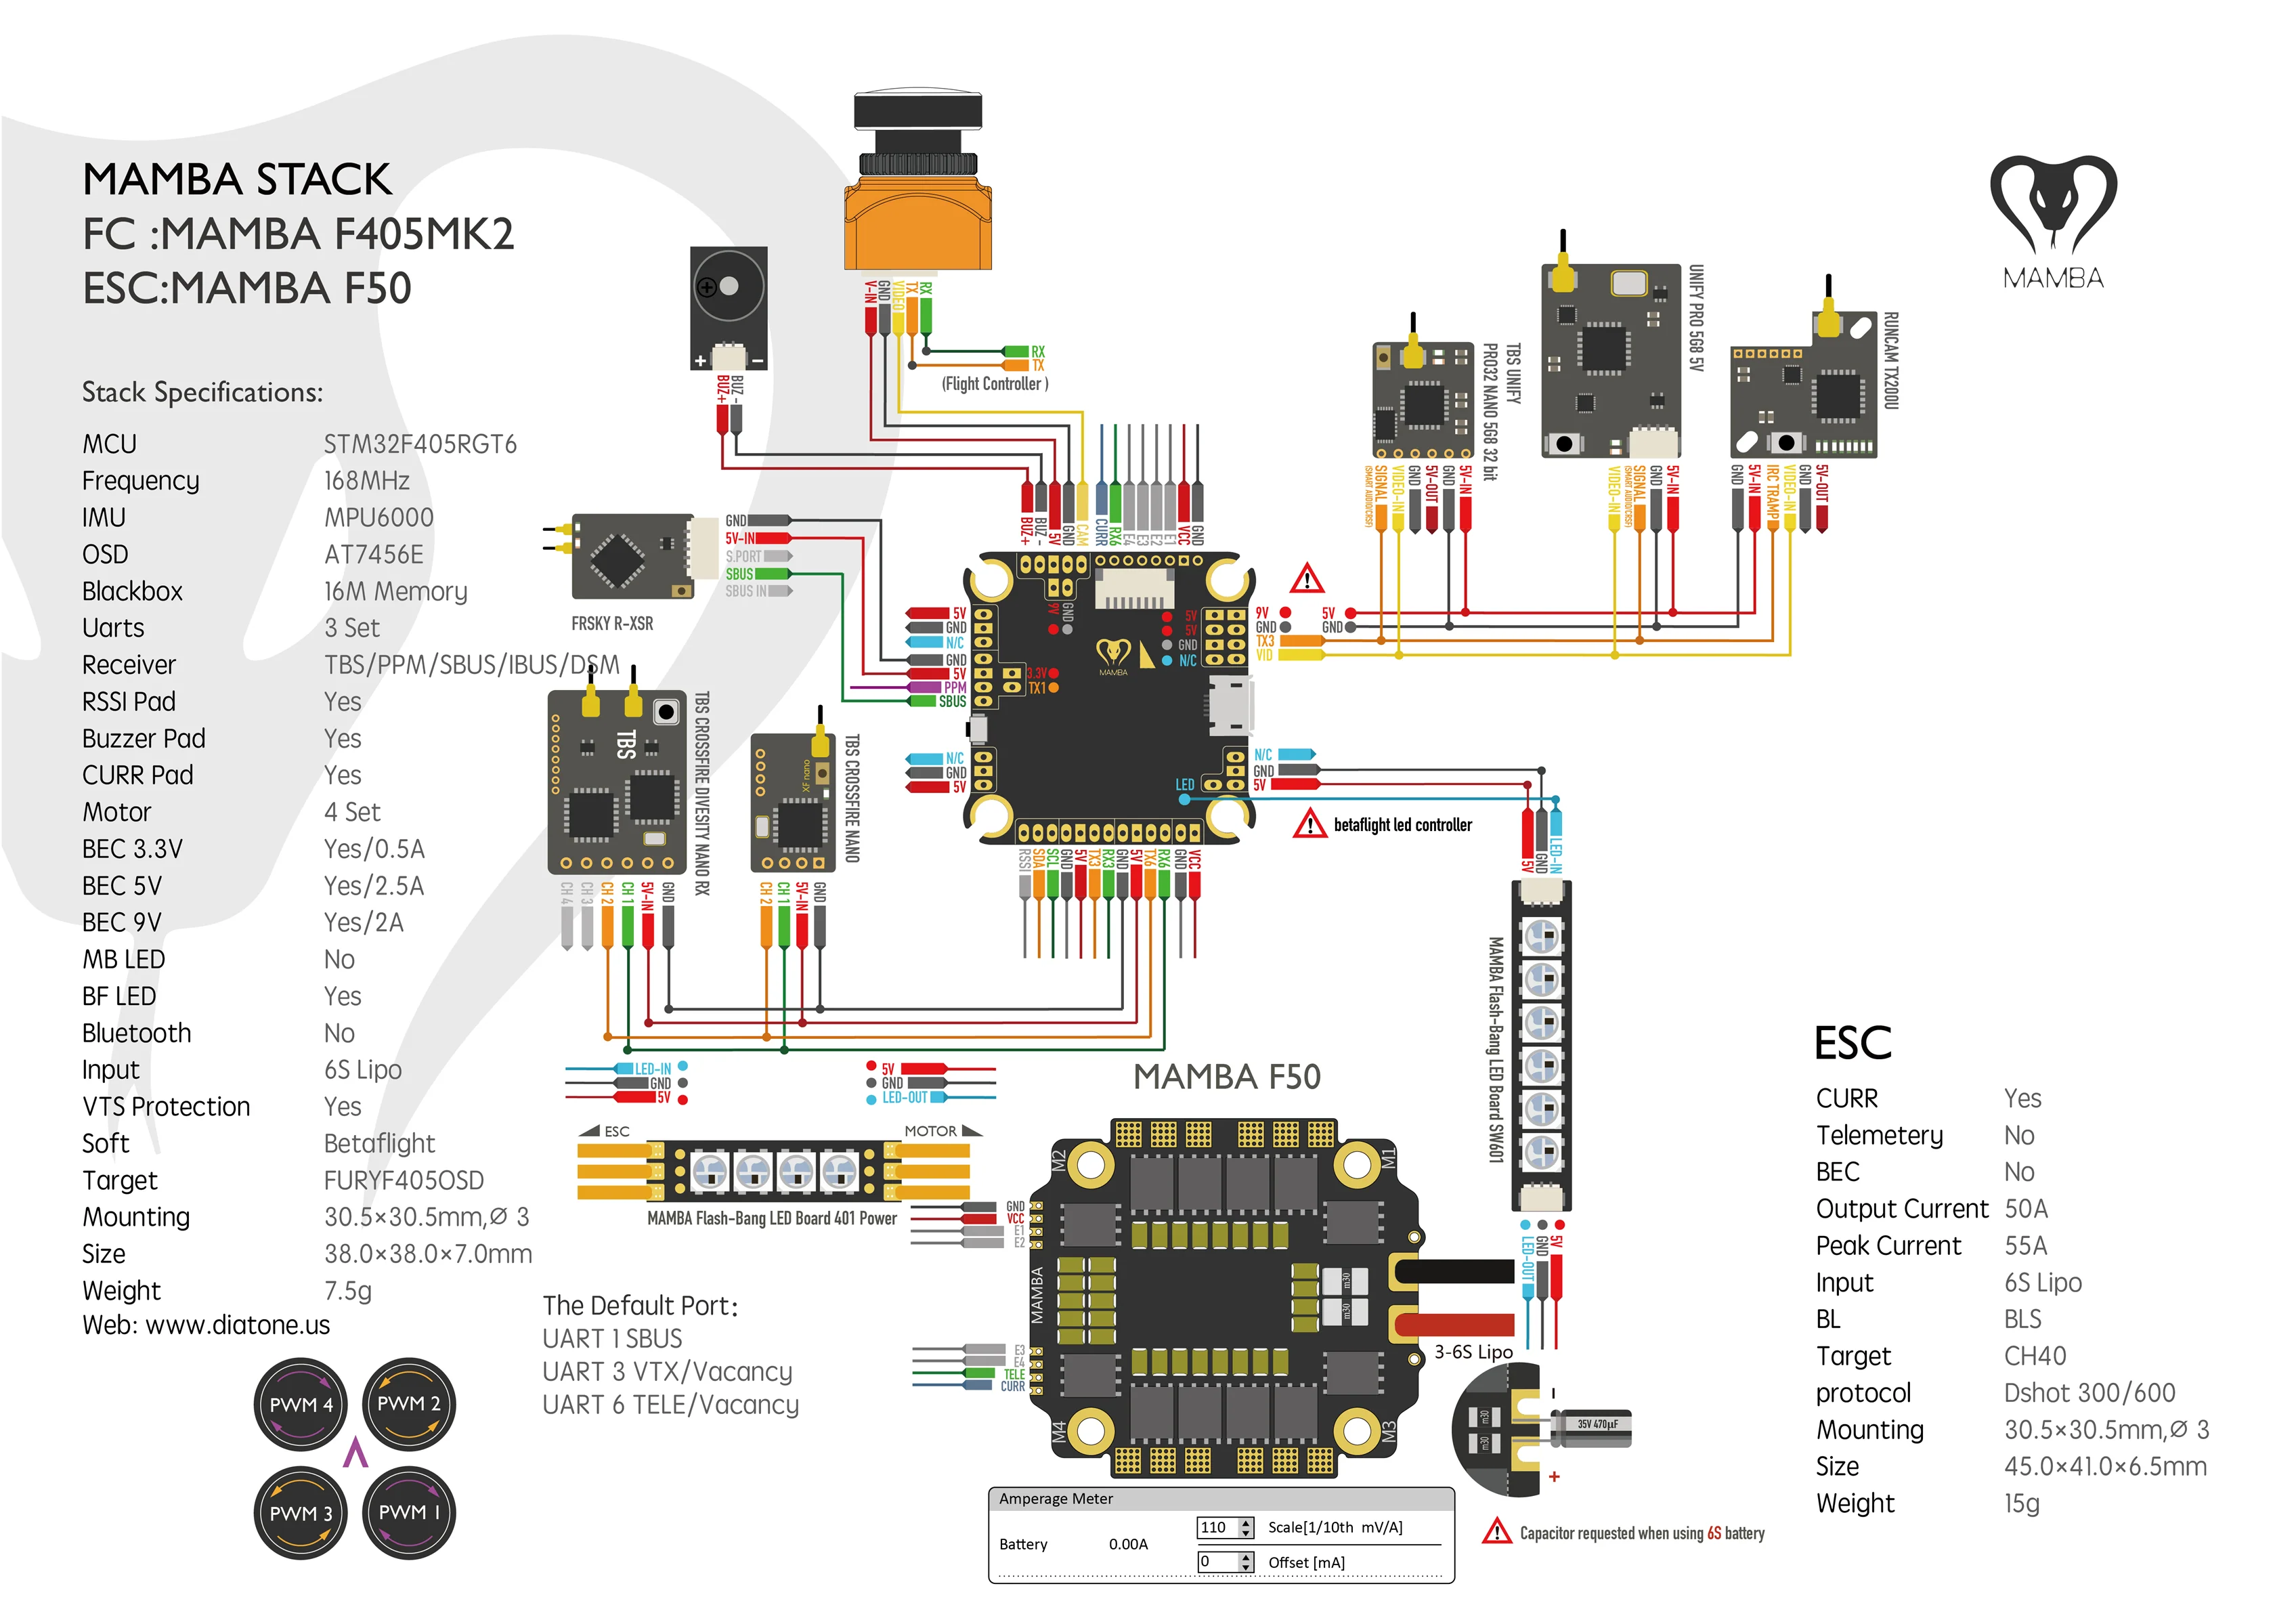 MAMBA STACK
FC :MAMBA F405MK2
ESC:MAMBA F50
Stack Specifications:
MCU STM32F405RGT6
Frequency 168MHz
IMU MPU6000
OSD AT7456E
Blackbox 16M Memory
Uarts 3 Set
Receiver TBS/PPM/SBUS/IBUS/DSM
RSSI Pad Yes
Buzzer Pad Yes
CURR Pad Yes
Motor 4 Set
BEC 3.3V Yes/0.5A
BEC 5V Yes/2.5A
BEC 9V Yes/2A
MB LED No
BF LED Yes
Bluetooth No
Input 6S Lipo
VTS Protection Yes
Soft Betaflight
Target FURYF405OSD
Mounting 30.5×30.5mm,Ø 3
Size 38.0×38.0×7.0mm
Weight 7.5g
Web: www.diatone.us
PWM 4
PWM 2
PWM 3
PWM 1
The Default Port:
UART 1 SBUS
UART 3 VTX/Vacancy
UART 6 TELE/Vacancy
+ −
BUZ+
BUZ -
V-IN
GND
VIDEO
TX
RX
RX
TX
(Flight Controller )
GND
5V-IN
S.PORT
SBUS
SBUS IN
FRSKY R-XSR
BUZ+
BUZ -
5V
GND
CAM
CURR
RX6
E4
E3
E2
E1
VCC
GND
5V
GND
N/C
GND
5V
PPM
SBUS
N/C
GND
5V
9V
GND
3.3V
TX1
MAMBA
5V
5V
GND
N/C
LED
9V
GND
TX3
VID
5V
GND
N/C
GND
5V
betaflight led controller
RSSI
SDA
SCL
GND
5V
TX3
RX3
GND
5V
TX6
RX6
GND
VCC
TBS
TBS CROSSFIRE DIVESITY NANO RX
CH 4
CH 3
CH 2
CH 1
5V-IN
GND
XF nano
TBS CROSSFIRE NANO
CH 2
CH 1
5V-IN
GND
TBS UNIFY
PRO32 NANO 5G8 32 bit
SIGNAL
(SMART AUDIO/CRSF)
VIDEO-IN
GND
5V-OUT
GND
5V-IN
UNIFY PRO 5G8 5V
VIDEO-IN
SIGNAL
(SMART AUDIO/CRSF)
GND
5V-IN
RUNCAM TX200U
GND
5V-IN
IRC TRAMP
VIDEO-IN
GND
5V-OUT
MAMBA
5V
GND
LED-IN
MAMBA Flash-Bang LED Board SW601
LED-OUT
GND
5V
LED-IN
GND
5V
5V
GND
LED-OUT
ESC
MOTOR
MAMBA Flash-Bang LED Board 401 Power
MAMBA F50
M2
M1
M4
M3
MAMBA
GND
VCC
E1
E2
E3
E4
TELE
CURR
m30
m30
3-6S Lipo
m30
m30
-
35V 470µF
+
Capacitor requested when using 6S battery
Amperage Meter
Battery 0.00A
110 Scale[1/10th mV/A]
0 Offset [mA]
ESC
CURR Yes
Telemetery No
BEC No
Output Current 50A
Peak Current 55A
Input 6S Lipo
BL BLS
Target CH40
protocol Dshot 300/600
Mounting 30.5×30.5mm,Ø 3
Size 45.0×41.0×6.5mm
Weight 15g